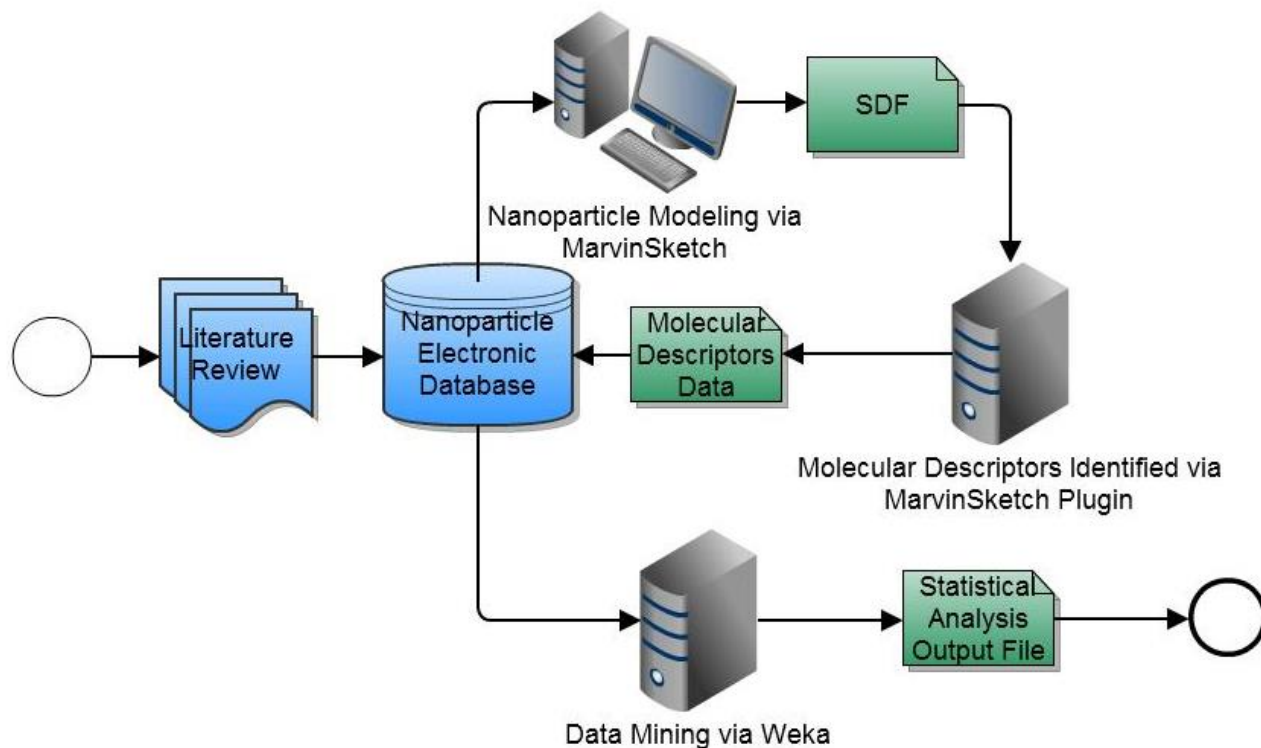 SDF
Nanoparticle Modeling via
MarvinSketch
Literature
Review
Nanoparticle
Electronic
Database
Molecular
Descriptors
Data
Molecular Descriptors Identified via
MarvinSketch Plugin
Statistical
Analysis
Output File
Data Mining via Weka